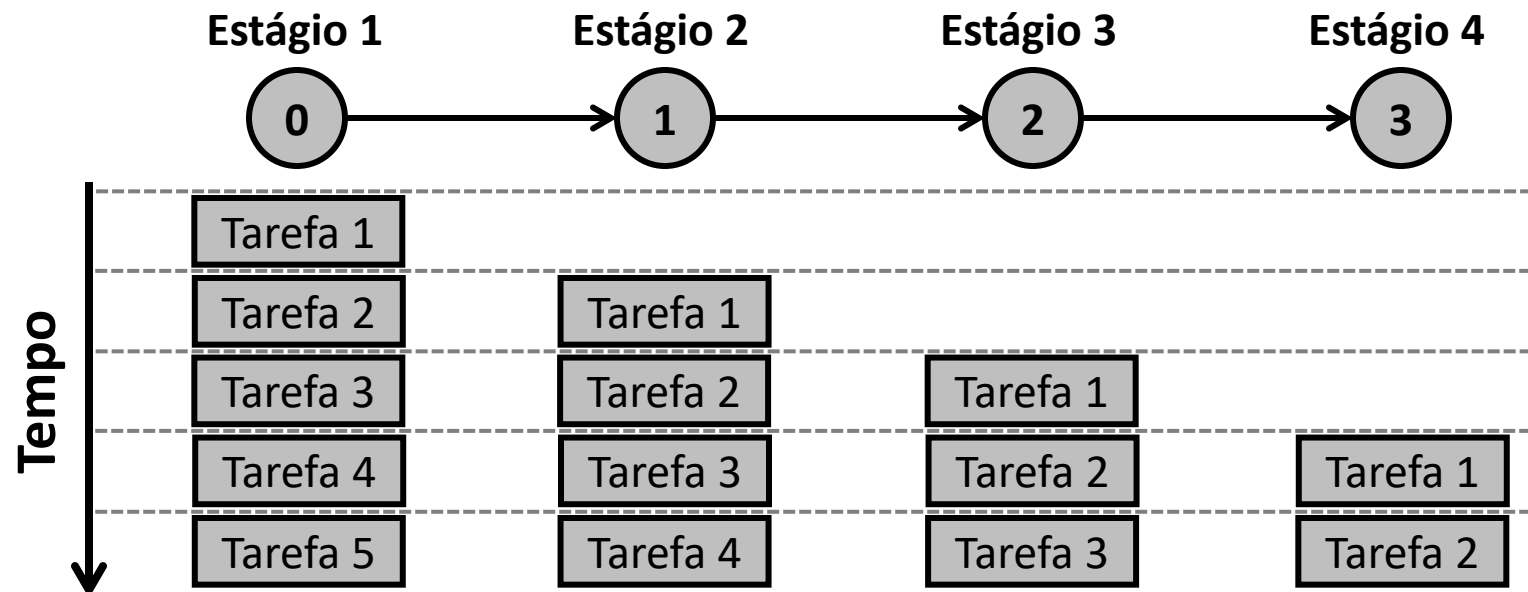 Estágio 1 Estágio 2 Estágio 3 Estágio 4
0 1 2 3
Tempo
Tarefa 1
Tarefa 2 Tarefa 1
Tarefa 3 Tarefa 2 Tarefa 1
Tarefa 4 Tarefa 3 Tarefa 2 Tarefa 1
Tarefa 5 Tarefa 4 Tarefa 3 Tarefa 2